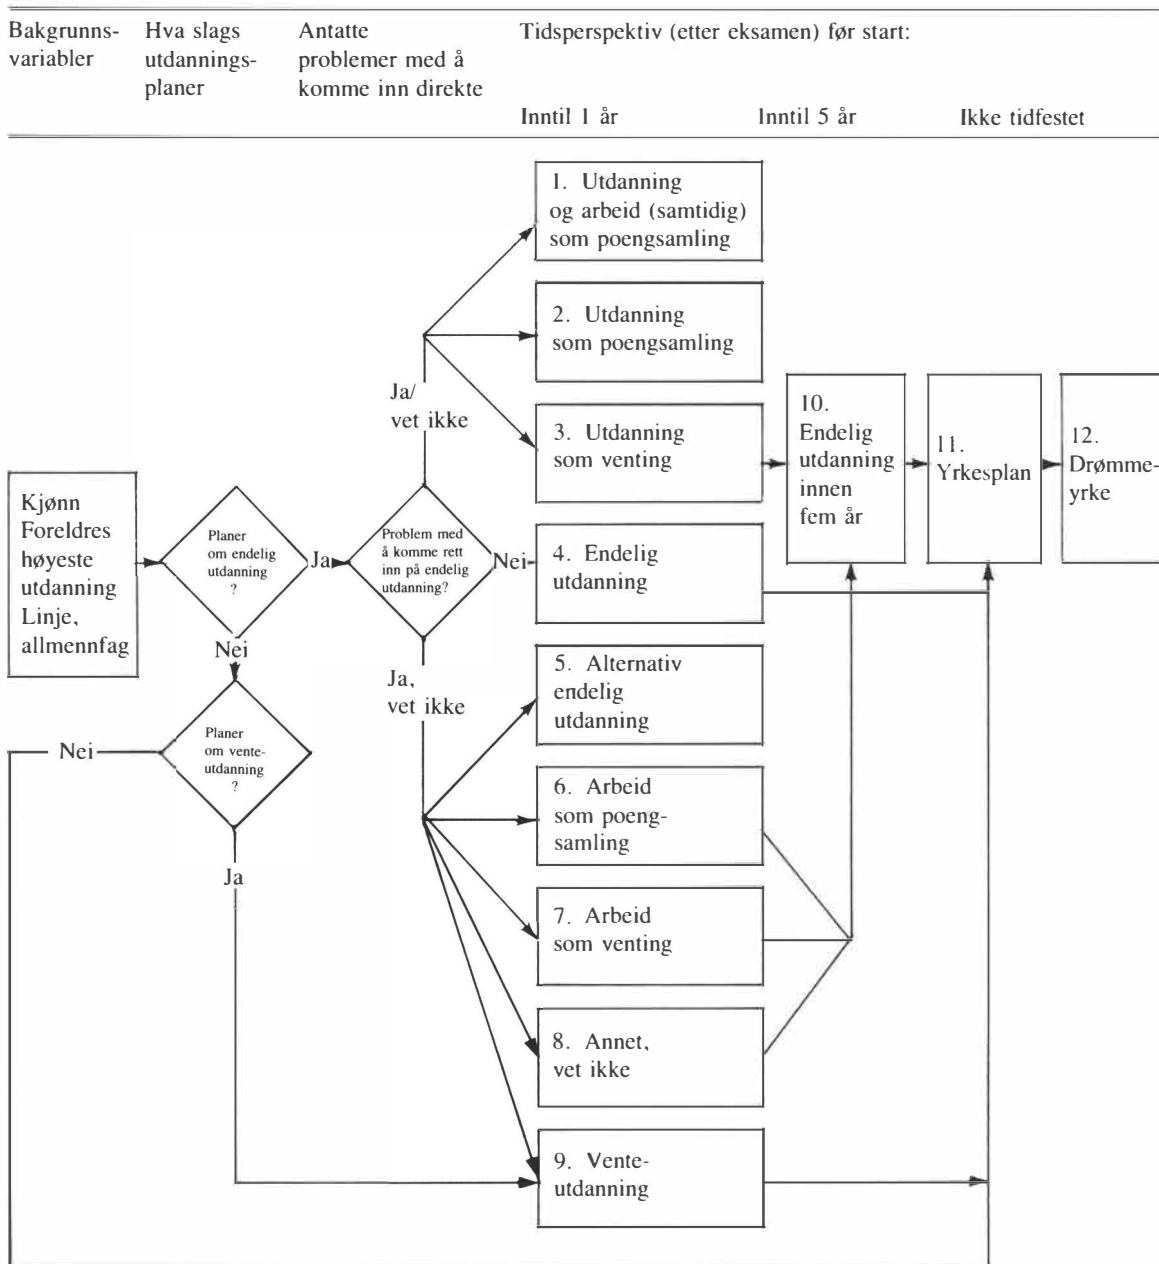 Bakgrunns-
variabler
Hva slags
utdannings-
planer
Antatte
problemer med å
komme inn direkte
Tidsperspektiv (etter eksamen) før start:
Inntil 1 år
Inntil 5 år
Ikke tidfestet
1. Utdanning
og arbeid (samtidig)
som poengsamling
2. Utdanning
som poengsamling
Ja/
vet ikke
3. Utdanning
som venting
10.
Endelig
utdanning
innen
fem år
11.
Yrkesplan
12.
Drømme-
yrke
Kjønn
Foreldres
høyeste
utdanning
Linje,
allmennfag
Planer
om endelig
utdanning
?
Ja
Problem med
å komme rett
inn på endelig
utdanning?
Nei
4. Endelig
utdanning
Nei
Ja,
vet ikke
5. Alternativ
endelig
utdanning
Nei
Planer
om vente-
utdanning
?
6. Arbeid
som poeng-
samling
Ja
7. Arbeid
som venting
8. Annet,
vet ikke
9. Vente-
utdanning